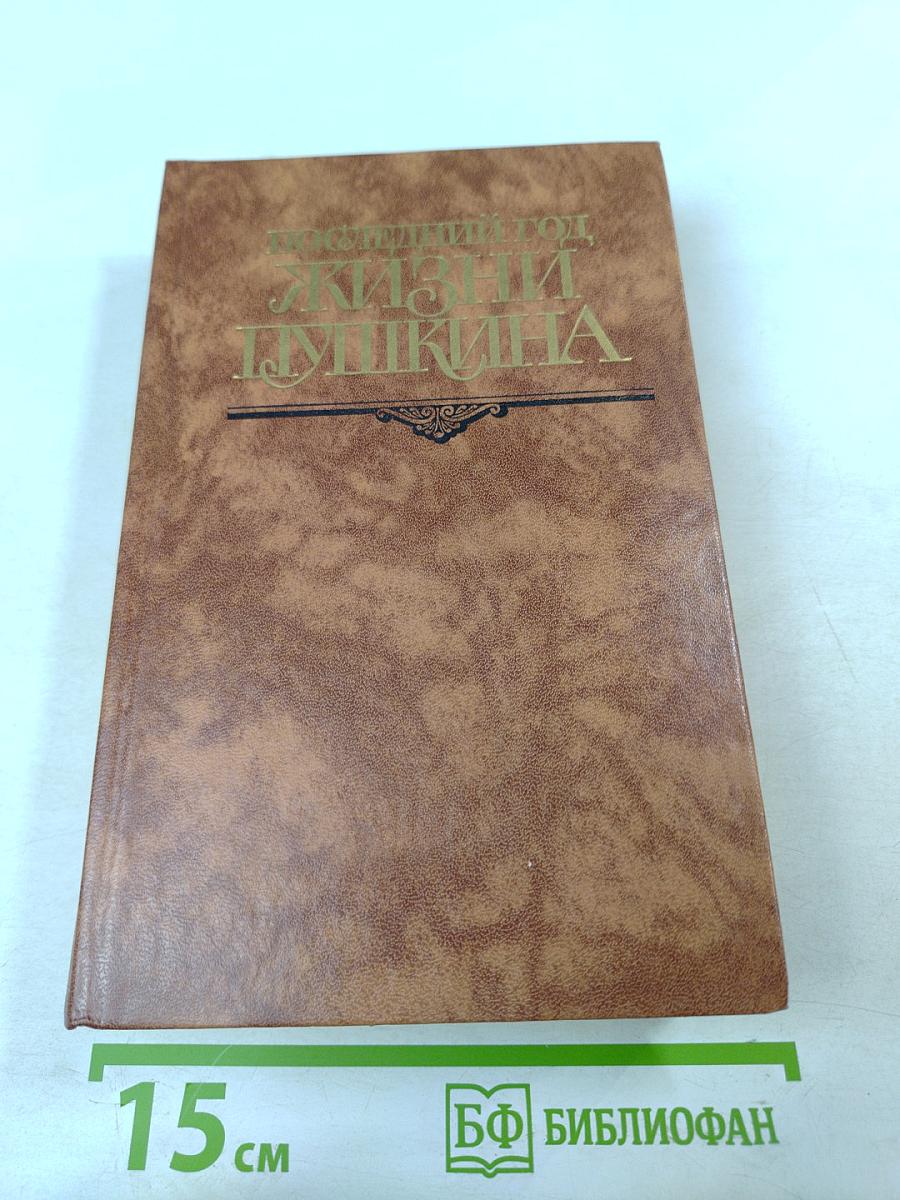 ПОСЛЕДНИЙ ГОД
ЖИЗНИ
ПУШКИНА
15 см
БФ БИБЛИОФАН